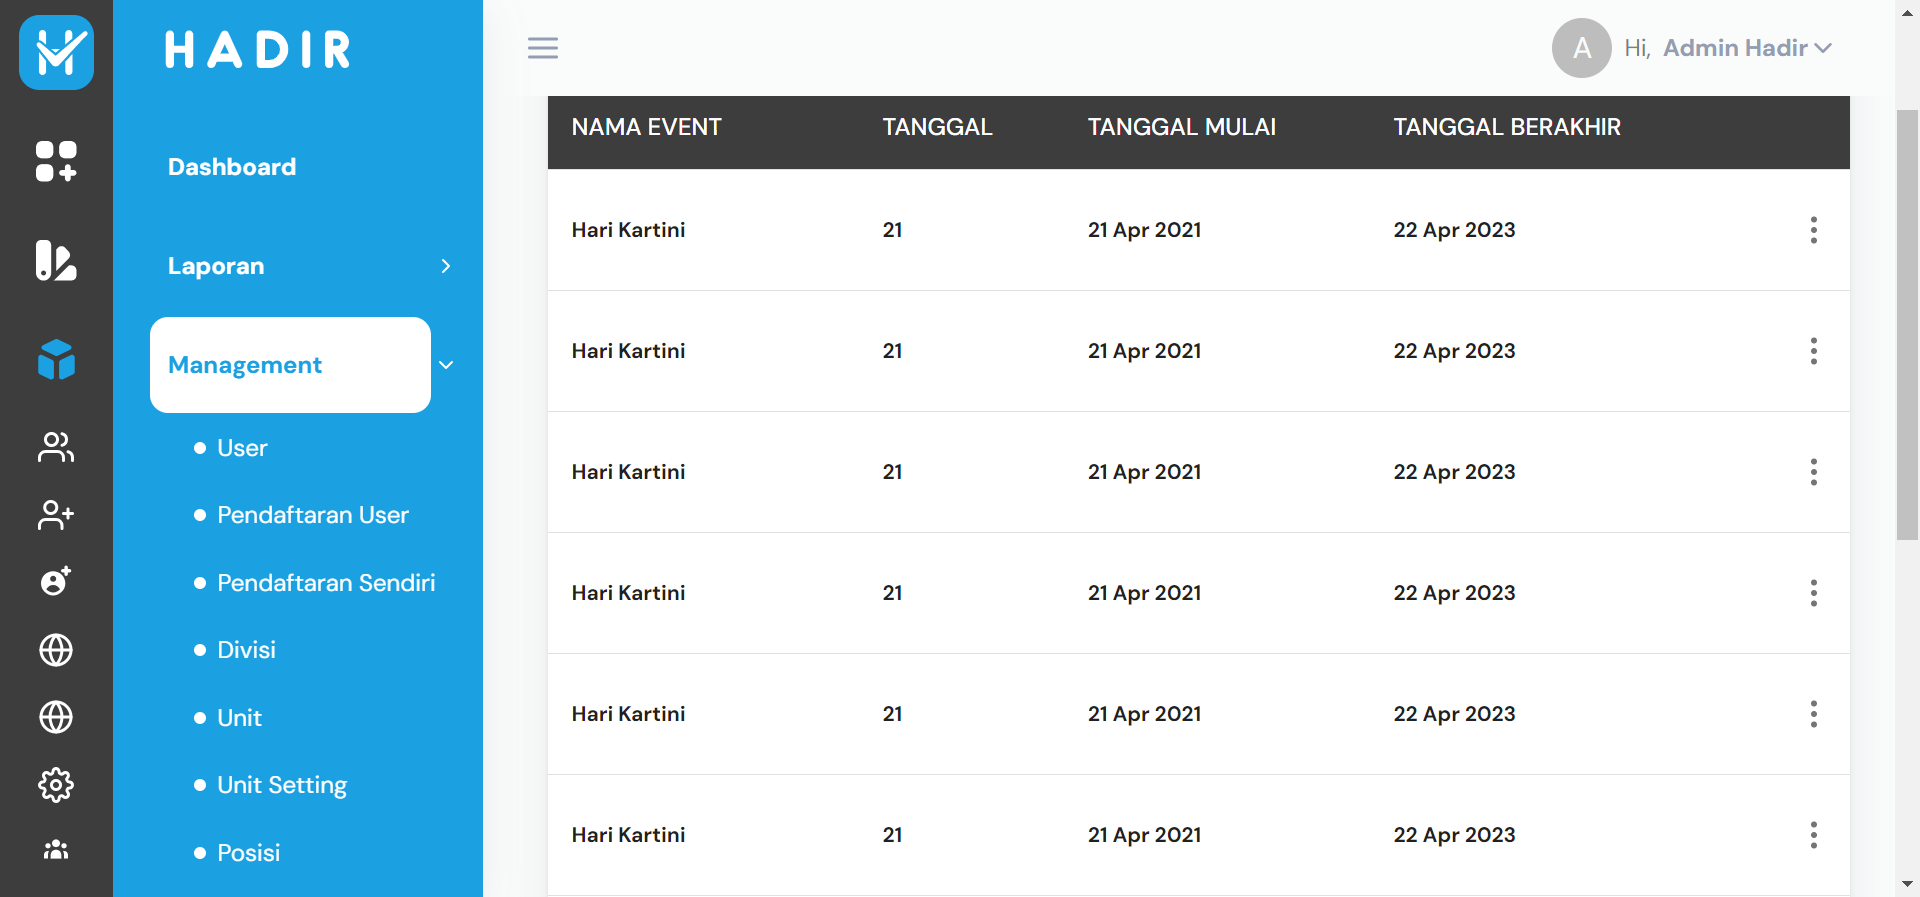 HADIR
Hi, Admin Hadir
A
Dashboard
Laporan
Management
User
Pendaftaran User
Pendaftaran Sendiri
Divisi
Unit
Unit Setting
Posisi
NAMA EVENT TANGGAL TANGGAL MULAI TANGGAL BERAKHIR
Hari Kartini 21 21 Apr 2021 22 Apr 2023
Hari Kartini 21 21 Apr 2021 22 Apr 2023
Hari Kartini 21 21 Apr 2021 22 Apr 2023
Hari Kartini 21 21 Apr 2021 22 Apr 2023
Hari Kartini 21 21 Apr 2021 22 Apr 2023
Hari Kartini 21 21 Apr 2021 22 Apr 2023